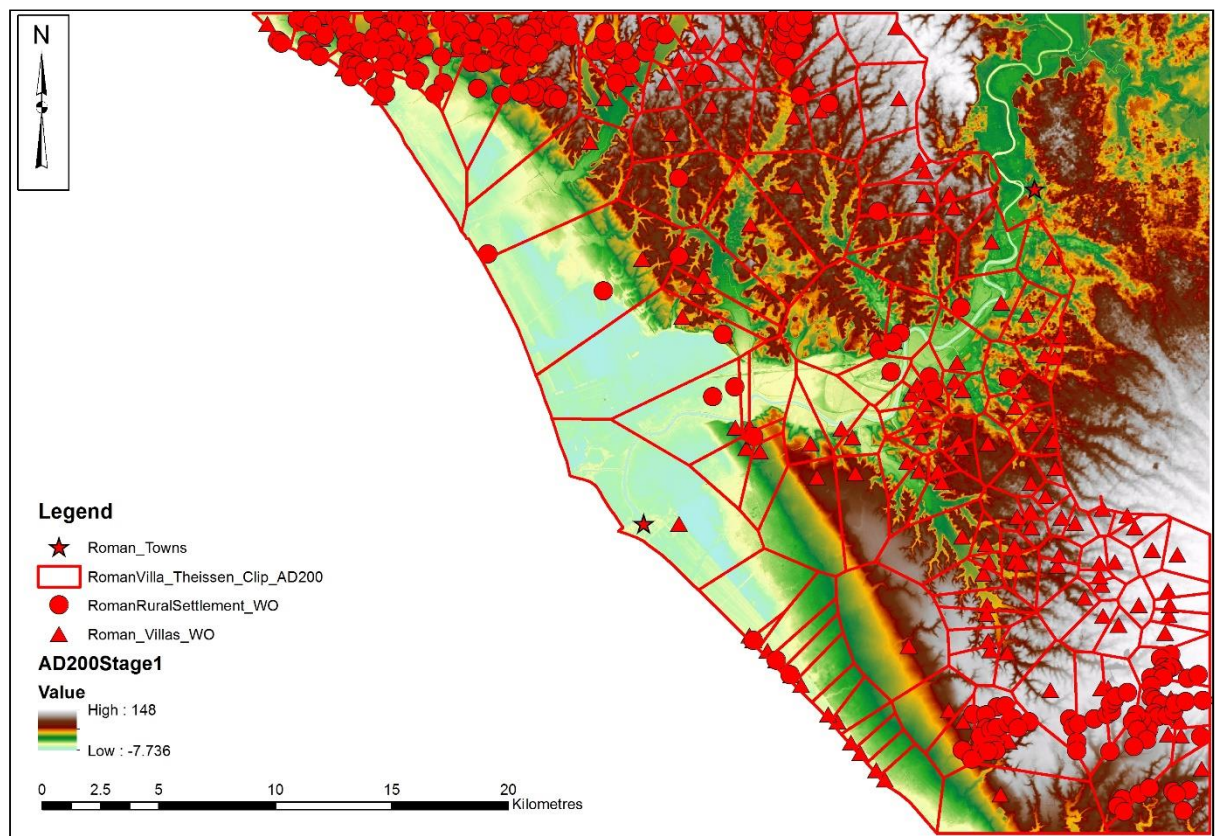 N
Legend
Roman_Towns
RomanVilla_Theissen_Clip_AD200
RomanRuralSettlement_WO
Roman_Villas_WO
AD200Stage1
Value
High : 148
Low : -7.736
0 2.5 5 10 15 20
Kilometres